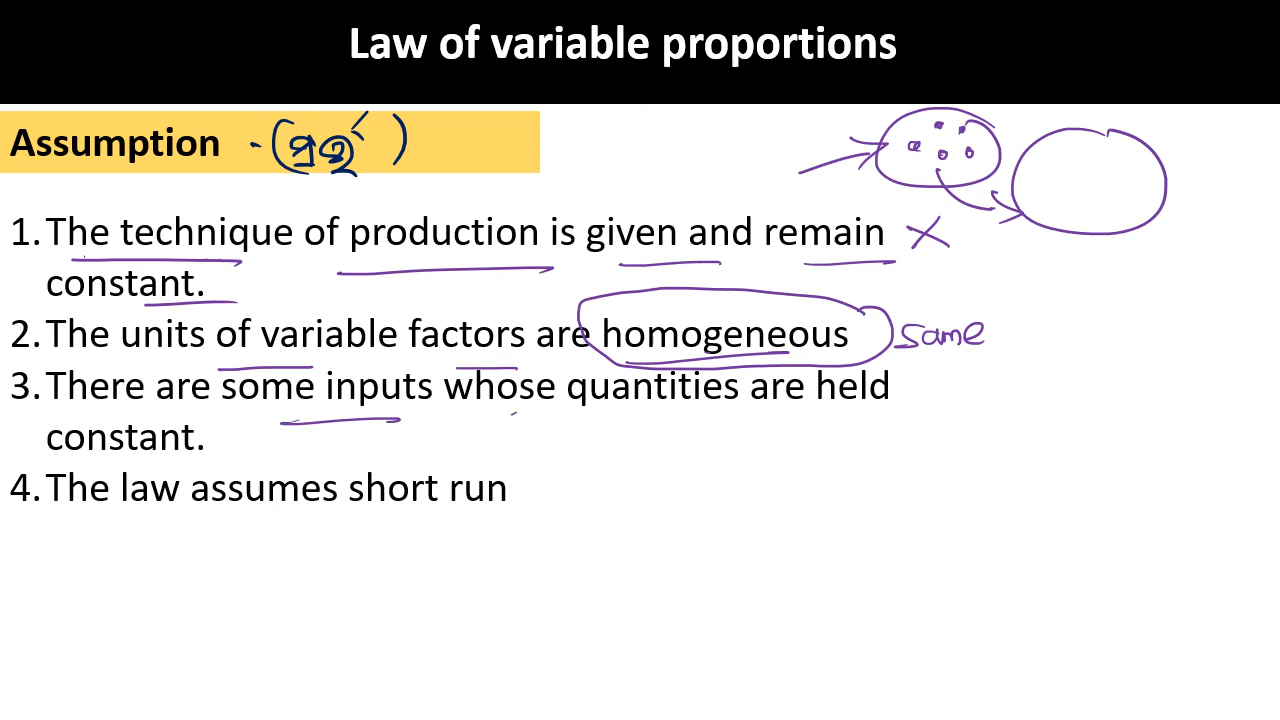 Law of variable proportions
Assumption -( )
1. The technique of production is given and remain
constant.
2. The units of variable factors are homogeneous same
3. There are some inputs whose quantities are held
constant.
4. The law assumes short run